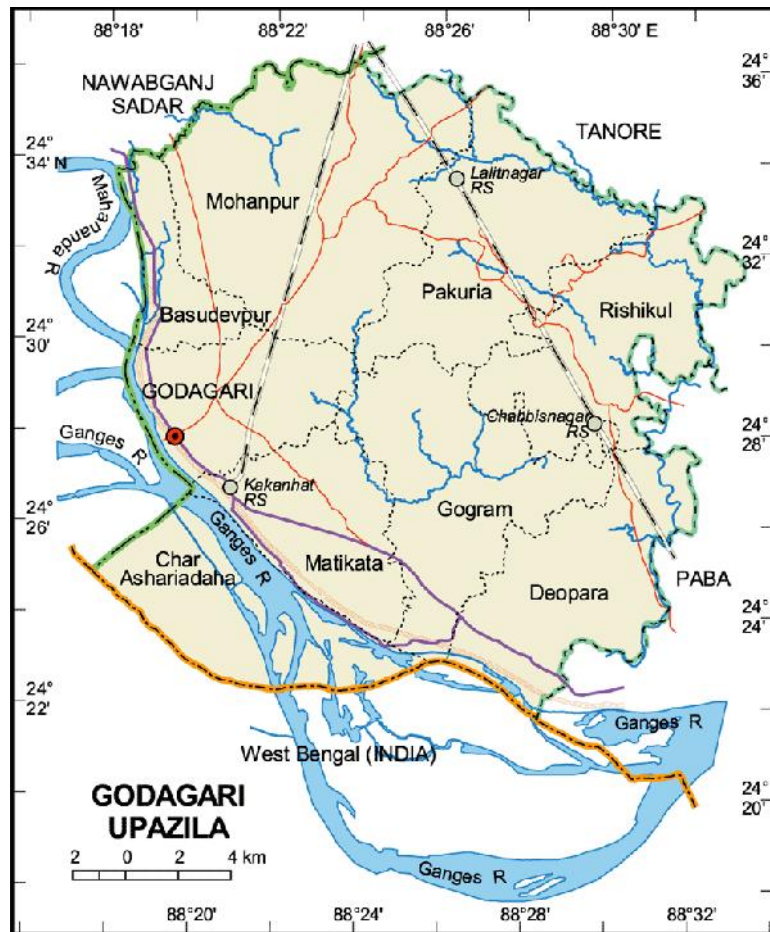 88°18'
88°22'
88°26'
88°30' E
24°
36'
NAWABGANJ
SADAR
TANORE
24°
34' N
Lalitnagar
RS
Mahananda R
Mohanpur
24°
32'
Pakuria
Rishikul
Basudevpur
24°
30'
GODAGARI
Chabbisnagar
RS
24°
28'
Ganges R
Kakanhat
RS
24°
26'
Gogram
Ganges R
Char
Ashariadaha
Matikata
Deopara
PABA
24°
24'
24°
22'
Ganges R
West Bengal (INDIA)
24°
20'
GODAGARI
UPAZILA
2 0 2 4 km
Ganges R
88°20'
88°24'
88°28'
88°32'